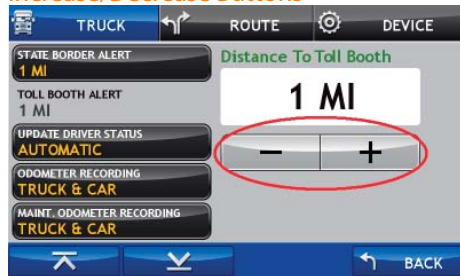 TRUCK
ROUTE
DEVICE
STATE BORDER ALERT
1 MI
TOLL BOOTH ALERT
1 MI
UPDATE DRIVER STATUS
AUTOMATIC
ODOMETER RECORDING
TRUCK & CAR
MAINT. ODOMETER RECORDING
TRUCK & CAR
Distance To Toll Booth
1 MI
− +
BACK